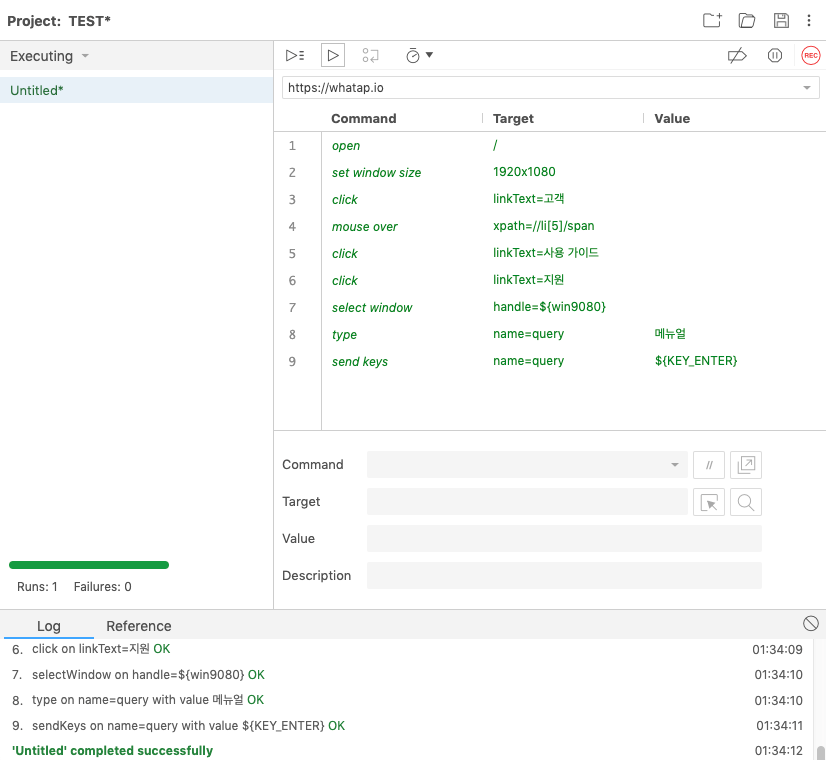 Project: TEST*
Executing
Untitled*
REC
https://whatap.io
Command Target Value
1 open /
2 set window size 1920x1080
3 click linkText=고객
4 mouse over xpath=//li[5]/span
5 click linkText=사용 가이드
6 click linkText=지원
7 select window handle=${win9080}
8 type name=query 메뉴얼
9 send keys name=query ${KEY_ENTER}
Command //
Target
Value
Description
Runs: 1 Failures: 0
Log Reference
6. click on linkText=지원 OK 01:34:09
7. selectWindow on handle=${win9080} OK 01:34:10
8. type on name=query with value 메뉴얼 OK 01:34:10
9. sendKeys on name=query with value ${KEY_ENTER} OK 01:34:11
'Untitled' completed successfully 01:34:12